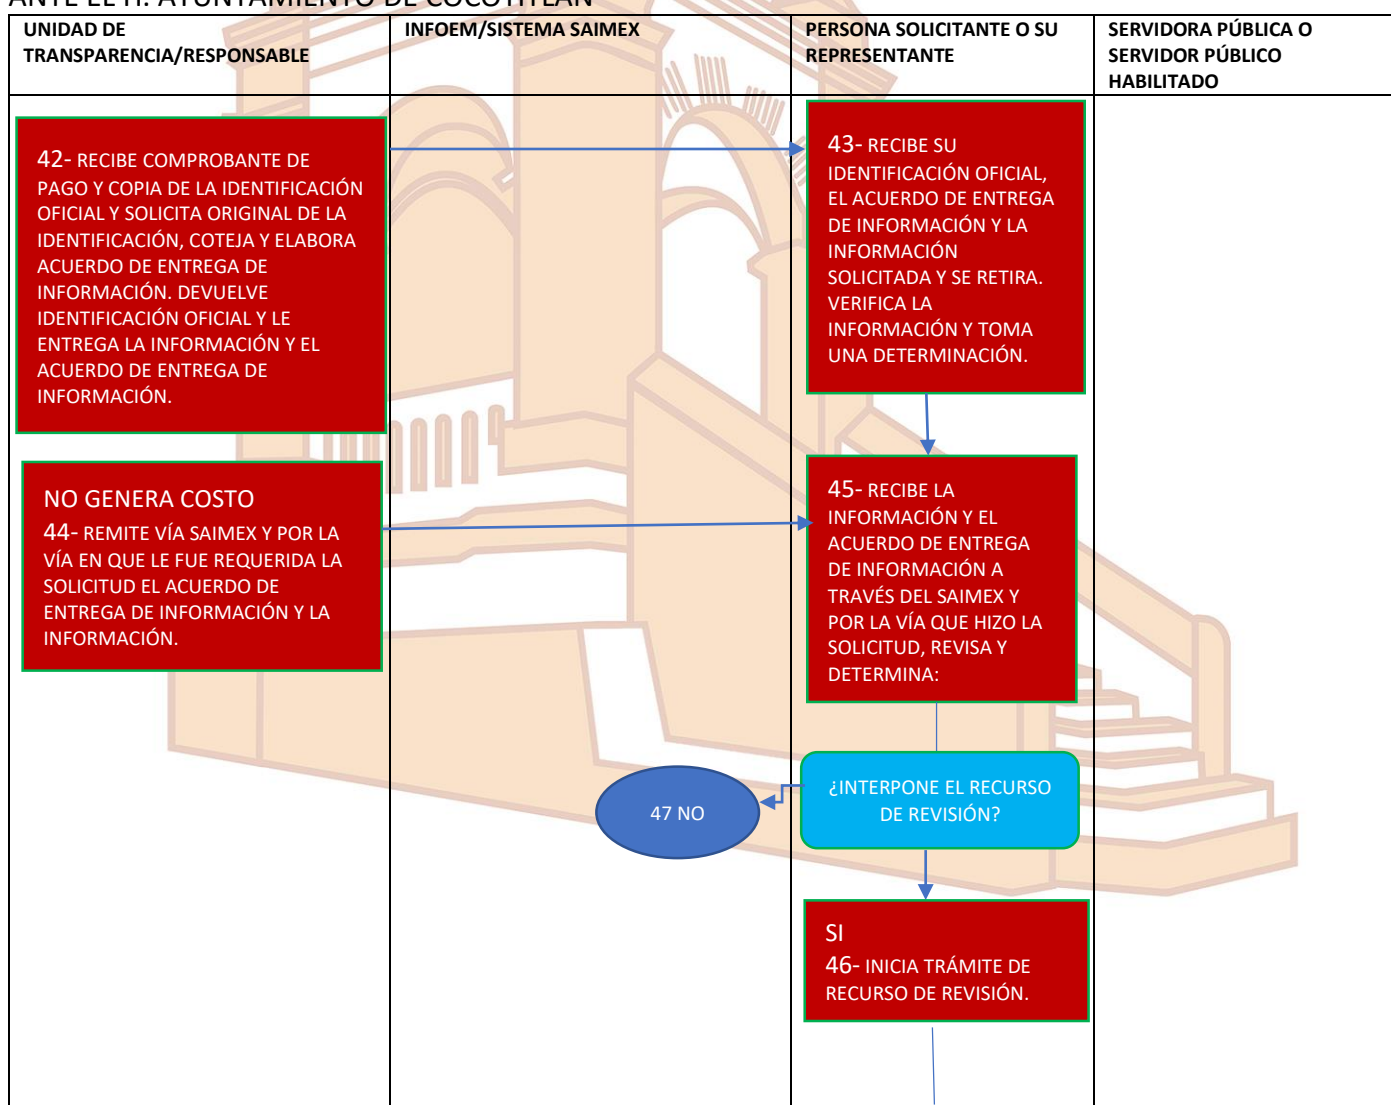 ANTE EL H. AYUNTAMIENTO DE COCOTITLÁN
UNIDAD DE
TRANSPARENCIA/RESPONSABLE
INFOEM/SISTEMA SAIMEX
PERSONA SOLICITANTE O SU
REPRESENTANTE
SERVIDORA PÚBLICA O
SERVIDOR PÚBLICO
HABILITADO
42- RECIBE COMPROBANTE DE
PAGO Y COPIA DE LA IDENTIFICACIÓN
OFICIAL Y SOLICITA ORIGINAL DE LA
IDENTIFICACIÓN, COTEJA Y ELABORA
ACUERDO DE ENTREGA DE
INFORMACIÓN. DEVUELVE
IDENTIFICACIÓN OFICIAL Y LE
ENTREGA LA INFORMACIÓN Y EL
ACUERDO DE ENTREGA DE
INFORMACIÓN.
43- RECIBE SU
IDENTIFICACIÓN OFICIAL,
EL ACUERDO DE ENTREGA
DE INFORMACIÓN Y LA
INFORMACIÓN
SOLICITADA Y SE RETIRA.
VERIFICA LA
INFORMACIÓN Y TOMA
UNA DETERMINACIÓN.
NO GENERA COSTO
44- REMITE VÍA SAIMEX Y POR LA
VÍA EN QUE LE FUE REQUERIDA LA
SOLICITUD EL ACUERDO DE
ENTREGA DE INFORMACIÓN Y LA
INFORMACIÓN.
45- RECIBE LA
INFORMACIÓN Y EL
ACUERDO DE ENTREGA
DE INFORMACIÓN A
TRAVÉS DEL SAIMEX Y
POR LA VÍA QUE HIZO LA
SOLICITUD, REVISA Y
DETERMINA:
¿INTERPONE EL RECURSO
DE REVISIÓN?
47 NO
SI
46- INICIA TRÁMITE DE
RECURSO DE REVISIÓN.